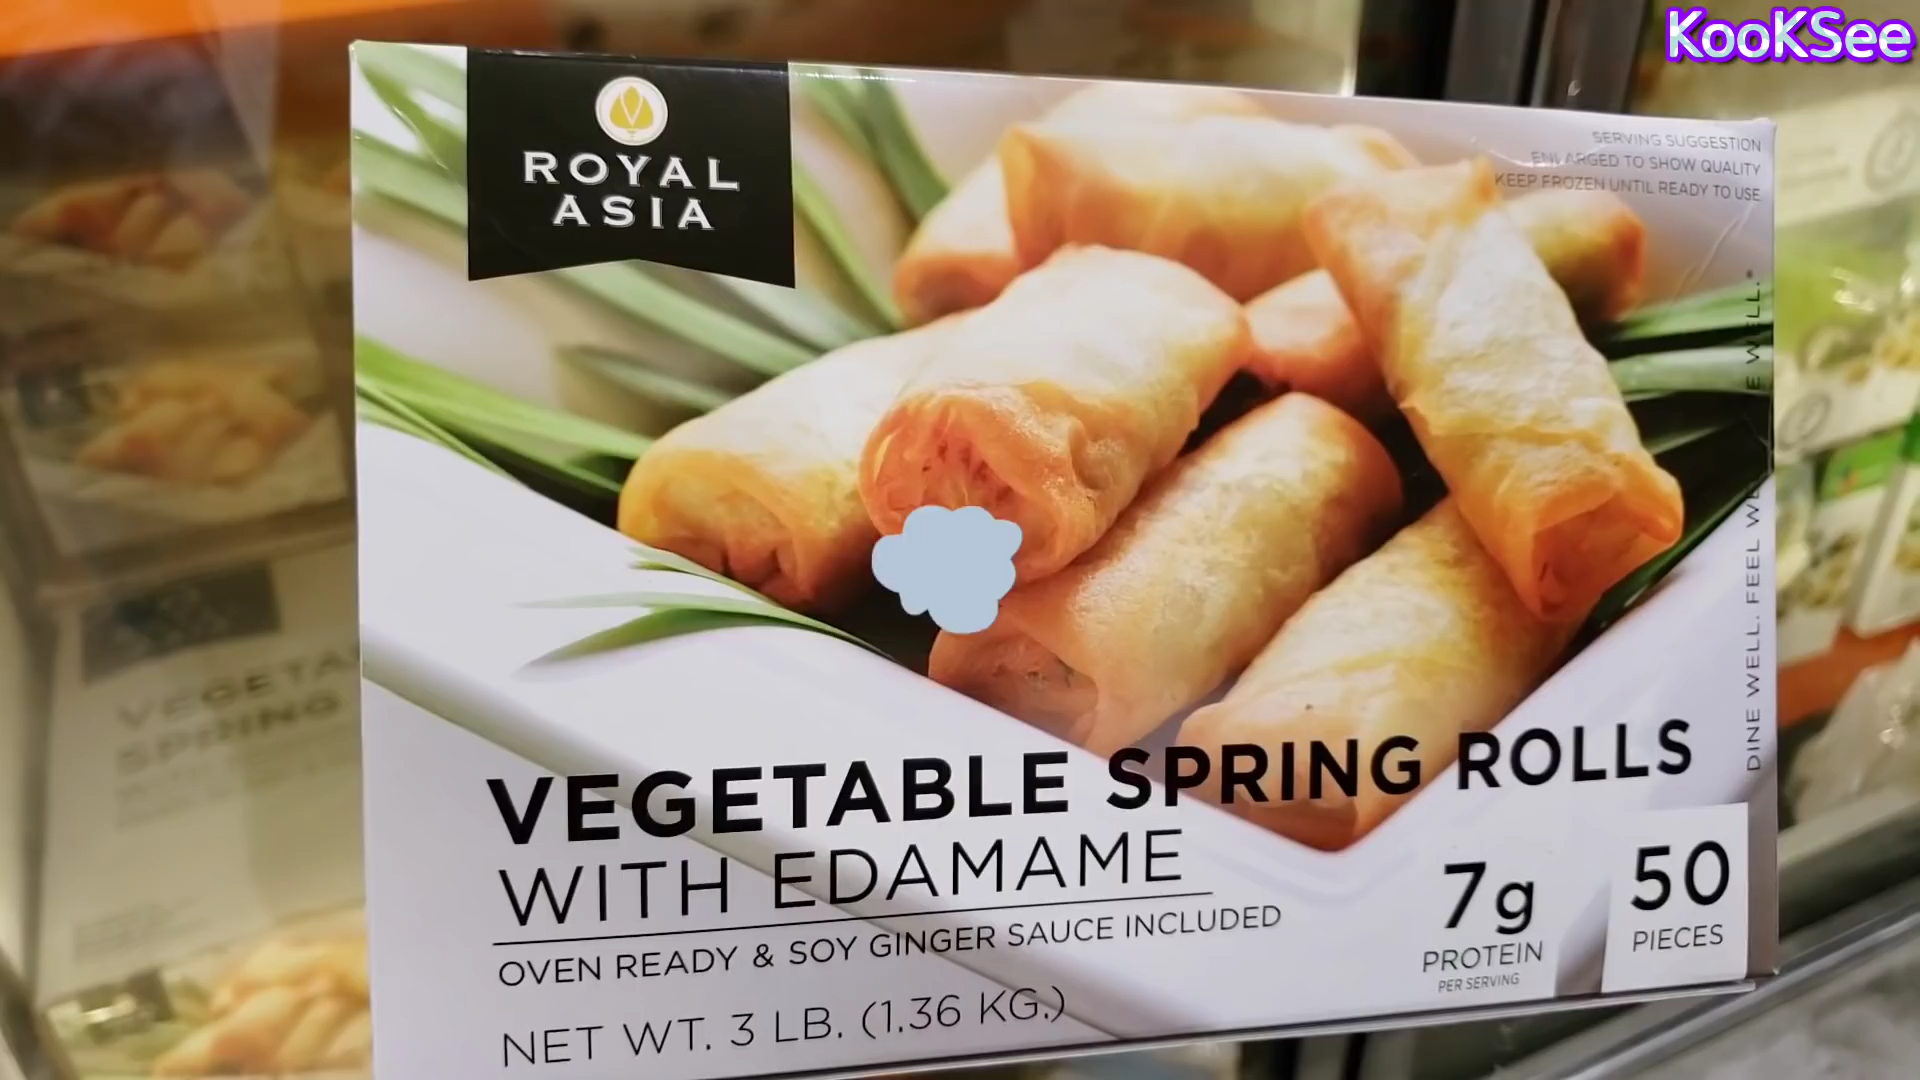 KooKSee
ROYAL
ASIA
SERVING SUGGESTION
ENLARGED TO SHOW QUALITY
KEEP FROZEN UNTIL READY TO USE
DINE WELL. FEEL WELL.
VEGETABLE SPRING ROLLS
WITH EDAMAME
OVEN READY & SOY GINGER SAUCE INCLUDED
NET WT. 3 LB. (1.36 KG.)
7g
PROTEIN
PER SERVING
50
PIECES
VEGETA
SPRING